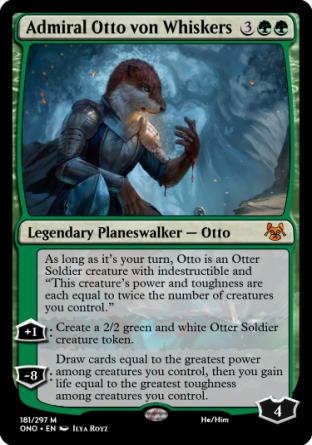 Admiral Otto von Whiskers 3
Legendary Planeswalker — Otto
As long as it's your turn, Otto is an Otter
Soldier creature with indestructible and
“This creature's power and toughness are
each equal to twice the number of creatures
you control.”
+1: Create a 2/2 green and white Otter Soldier
creature token.
Draw cards equal to the greatest power
among creatures you control, then you gain
-8: life equal to the greatest toughness
among creatures you control.
4
181/297 M He/Him
ONO • EN Ilya Royz